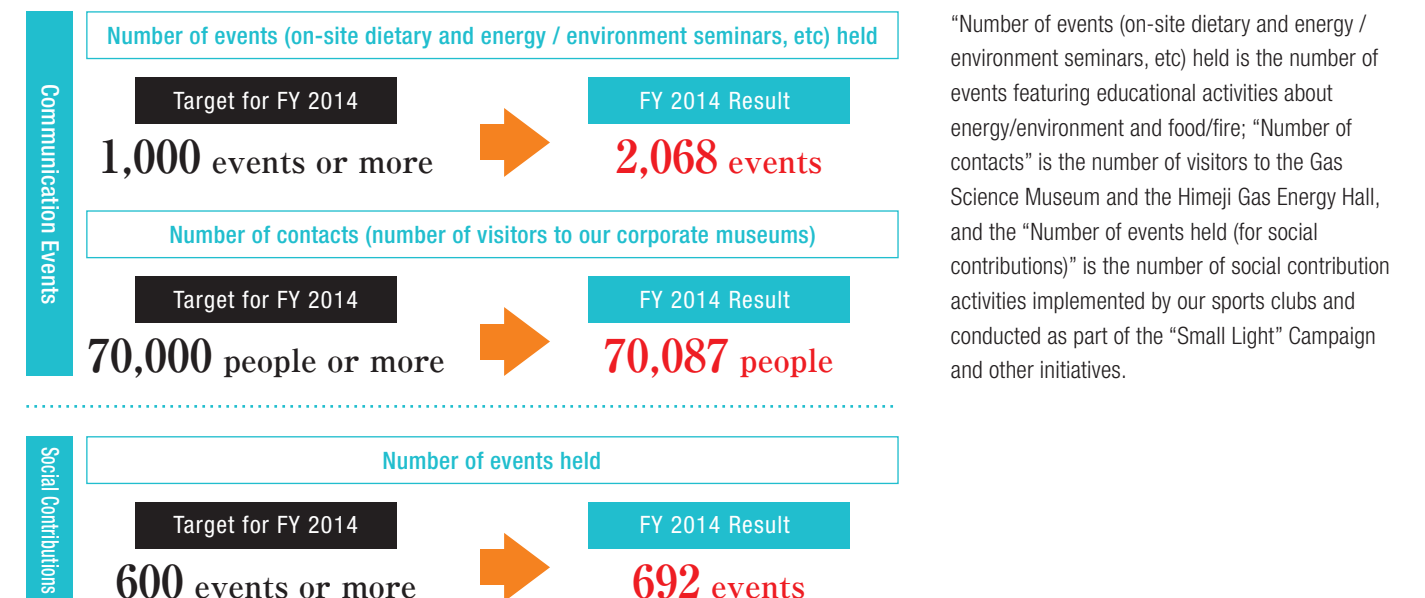 Communication Events
Number of events (on-site dietary and energy / environment seminars, etc) held
Target for FY 2014
FY 2014 Result
1,000 events or more
2,068 events
Number of contacts (number of visitors to our corporate museums)
Target for FY 2014
FY 2014 Result
70,000 people or more
70,087 people
Social Contributions
Number of events held
Target for FY 2014
FY 2014 Result
600 events or more
692 events
“Number of events (on-site dietary and energy /
environment seminars, etc) held is the number of
events featuring educational activities about
energy/environment and food/fire; “Number of
contacts” is the number of visitors to the Gas
Science Museum and the Himeji Gas Energy Hall,
and the “Number of events held (for social
contributions)” is the number of social contribution
activities implemented by our sports clubs and
conducted as part of the “Small Light” Campaign
and other initiatives.